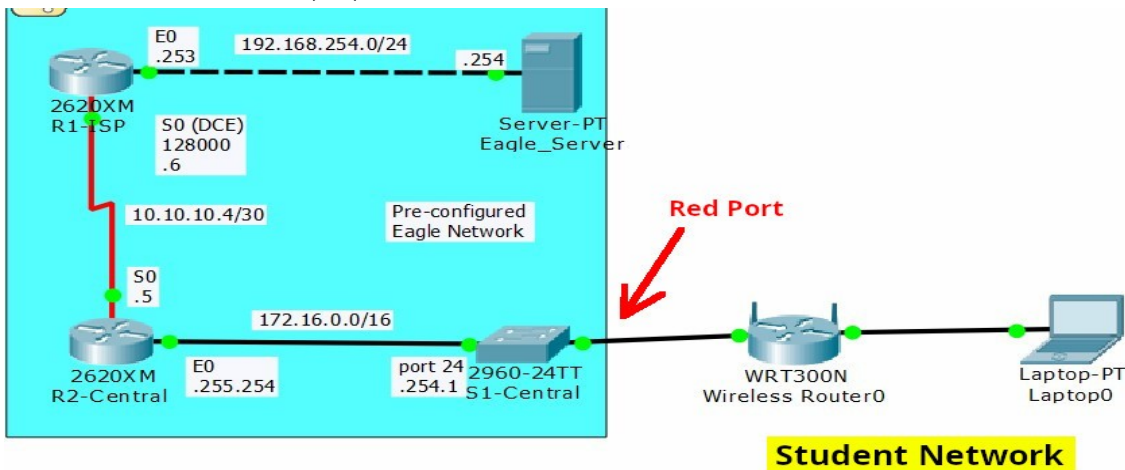 E0
.253
192.168.254.0/24
.254
2620XM
R1-ISP
S0 (DCE)
128000
.6
Server-PT
Eagle_Server
10.10.10.4/30
Pre-configured
Eagle Network
Red Port
S0
.5
172.16.0.0/16
2620XM
R2-Central
E0
.255.254
port 24
.254.1
2960-24TT
S1-Central
WRT300N
Wireless Router0
Laptop-PT
Laptop0
Student Network